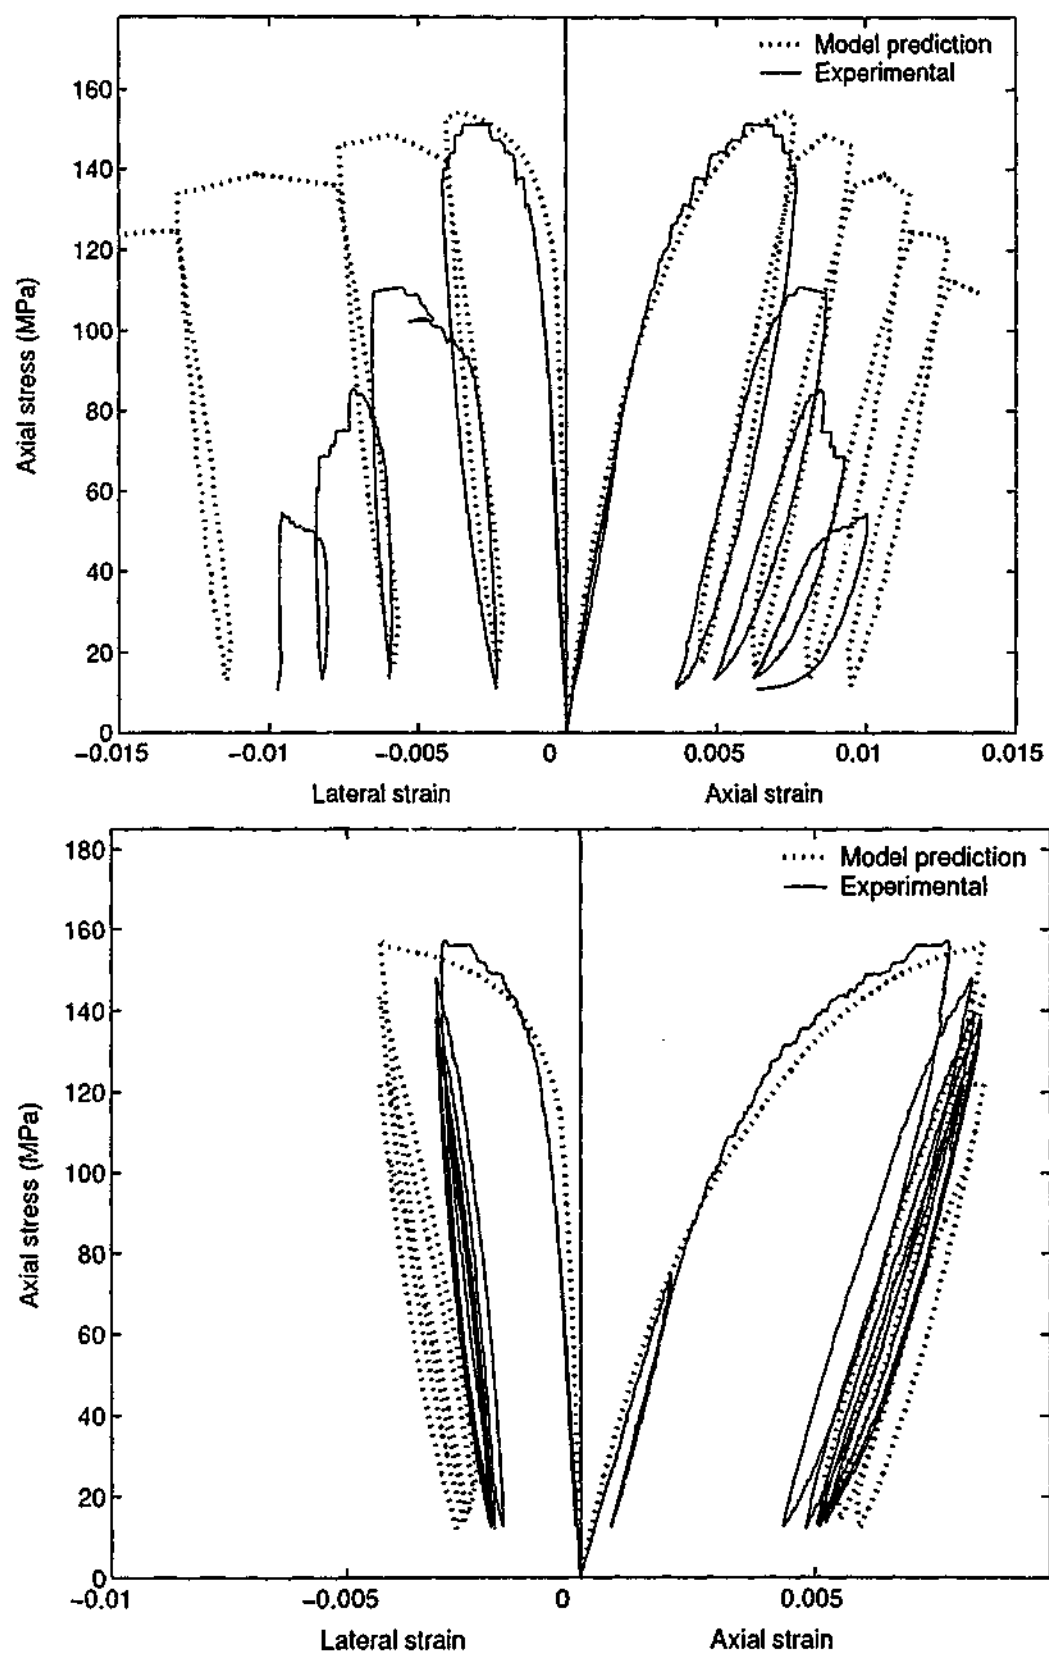 Model prediction
Experimental
160
140
120
100
80
60
40
20
0
Axial stress (MPa)
-0.015 -0.01 -0.005 0 0.005 0.01 0.015
Lateral strain Axial strain
Model prediction
Experimental
180
160
140
120
100
80
60
40
20
0
Axial stress (MPa)
-0.01 -0.005 0 0.005
Lateral strain Axial strain